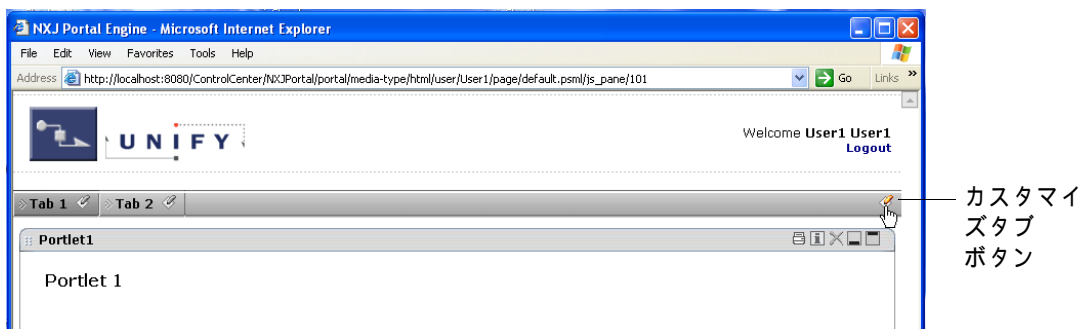 NXJ Portal Engine - Microsoft Internet Explorer
File Edit View Favorites Tools Help
Address http://localhost:8080/ControlCenter/NXJPortal/portal/media-type/html/user/User1/page/default.psml/js_pane/101 Go Links »
UNIFY
Welcome User1 User1
Logout
Tab 1 Tab 2
カスタマイ
ズタブ
ボタン
Portlet1
Portlet 1